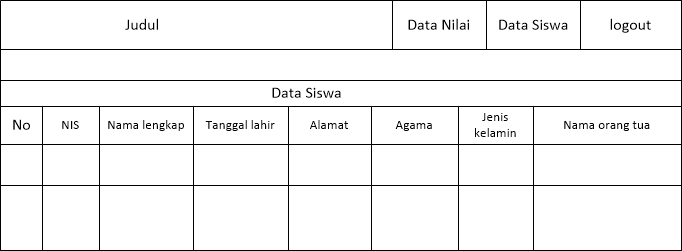 Judul Data Nilai Data Siswa logout
Data Siswa
No NIS Nama lengkap Tanggal lahir Alamat Agama Jenis kelamin Nama orang tua